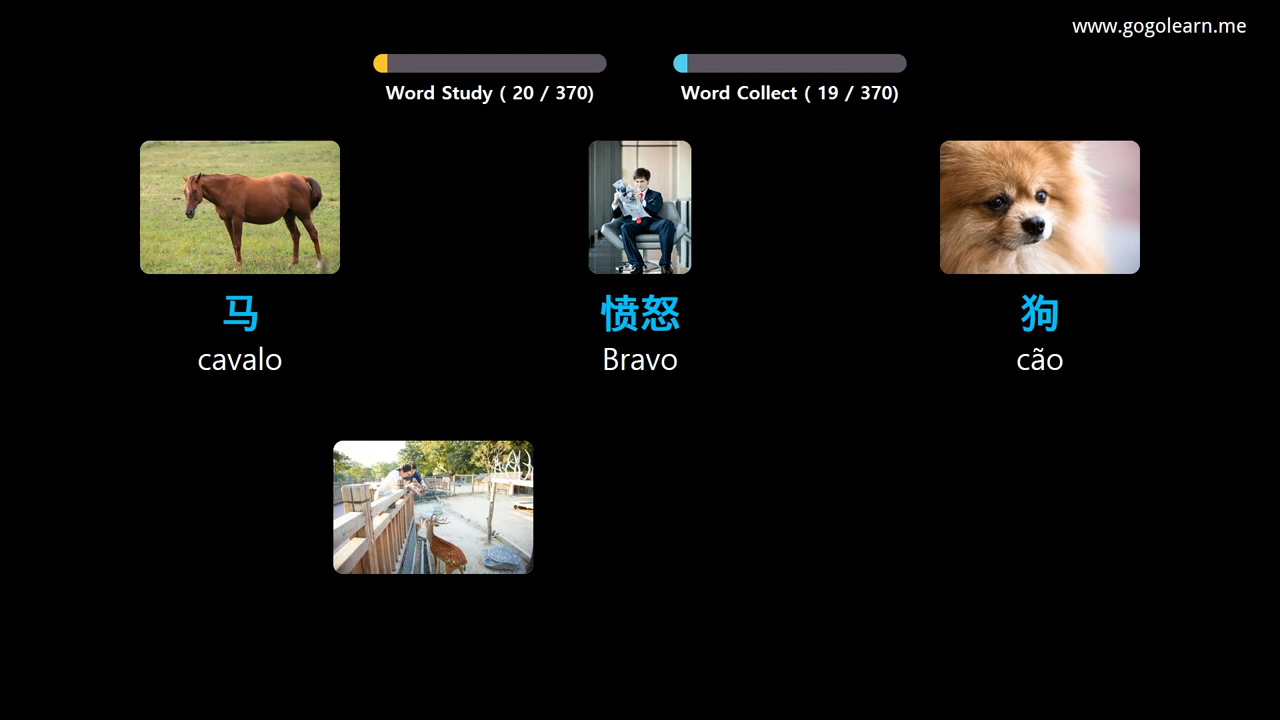 www.gogolearn.me
Word Study ( 20 / 370)
Word Collect ( 19 / 370)
马
愤怒
狗
cavalo
Bravo
cão